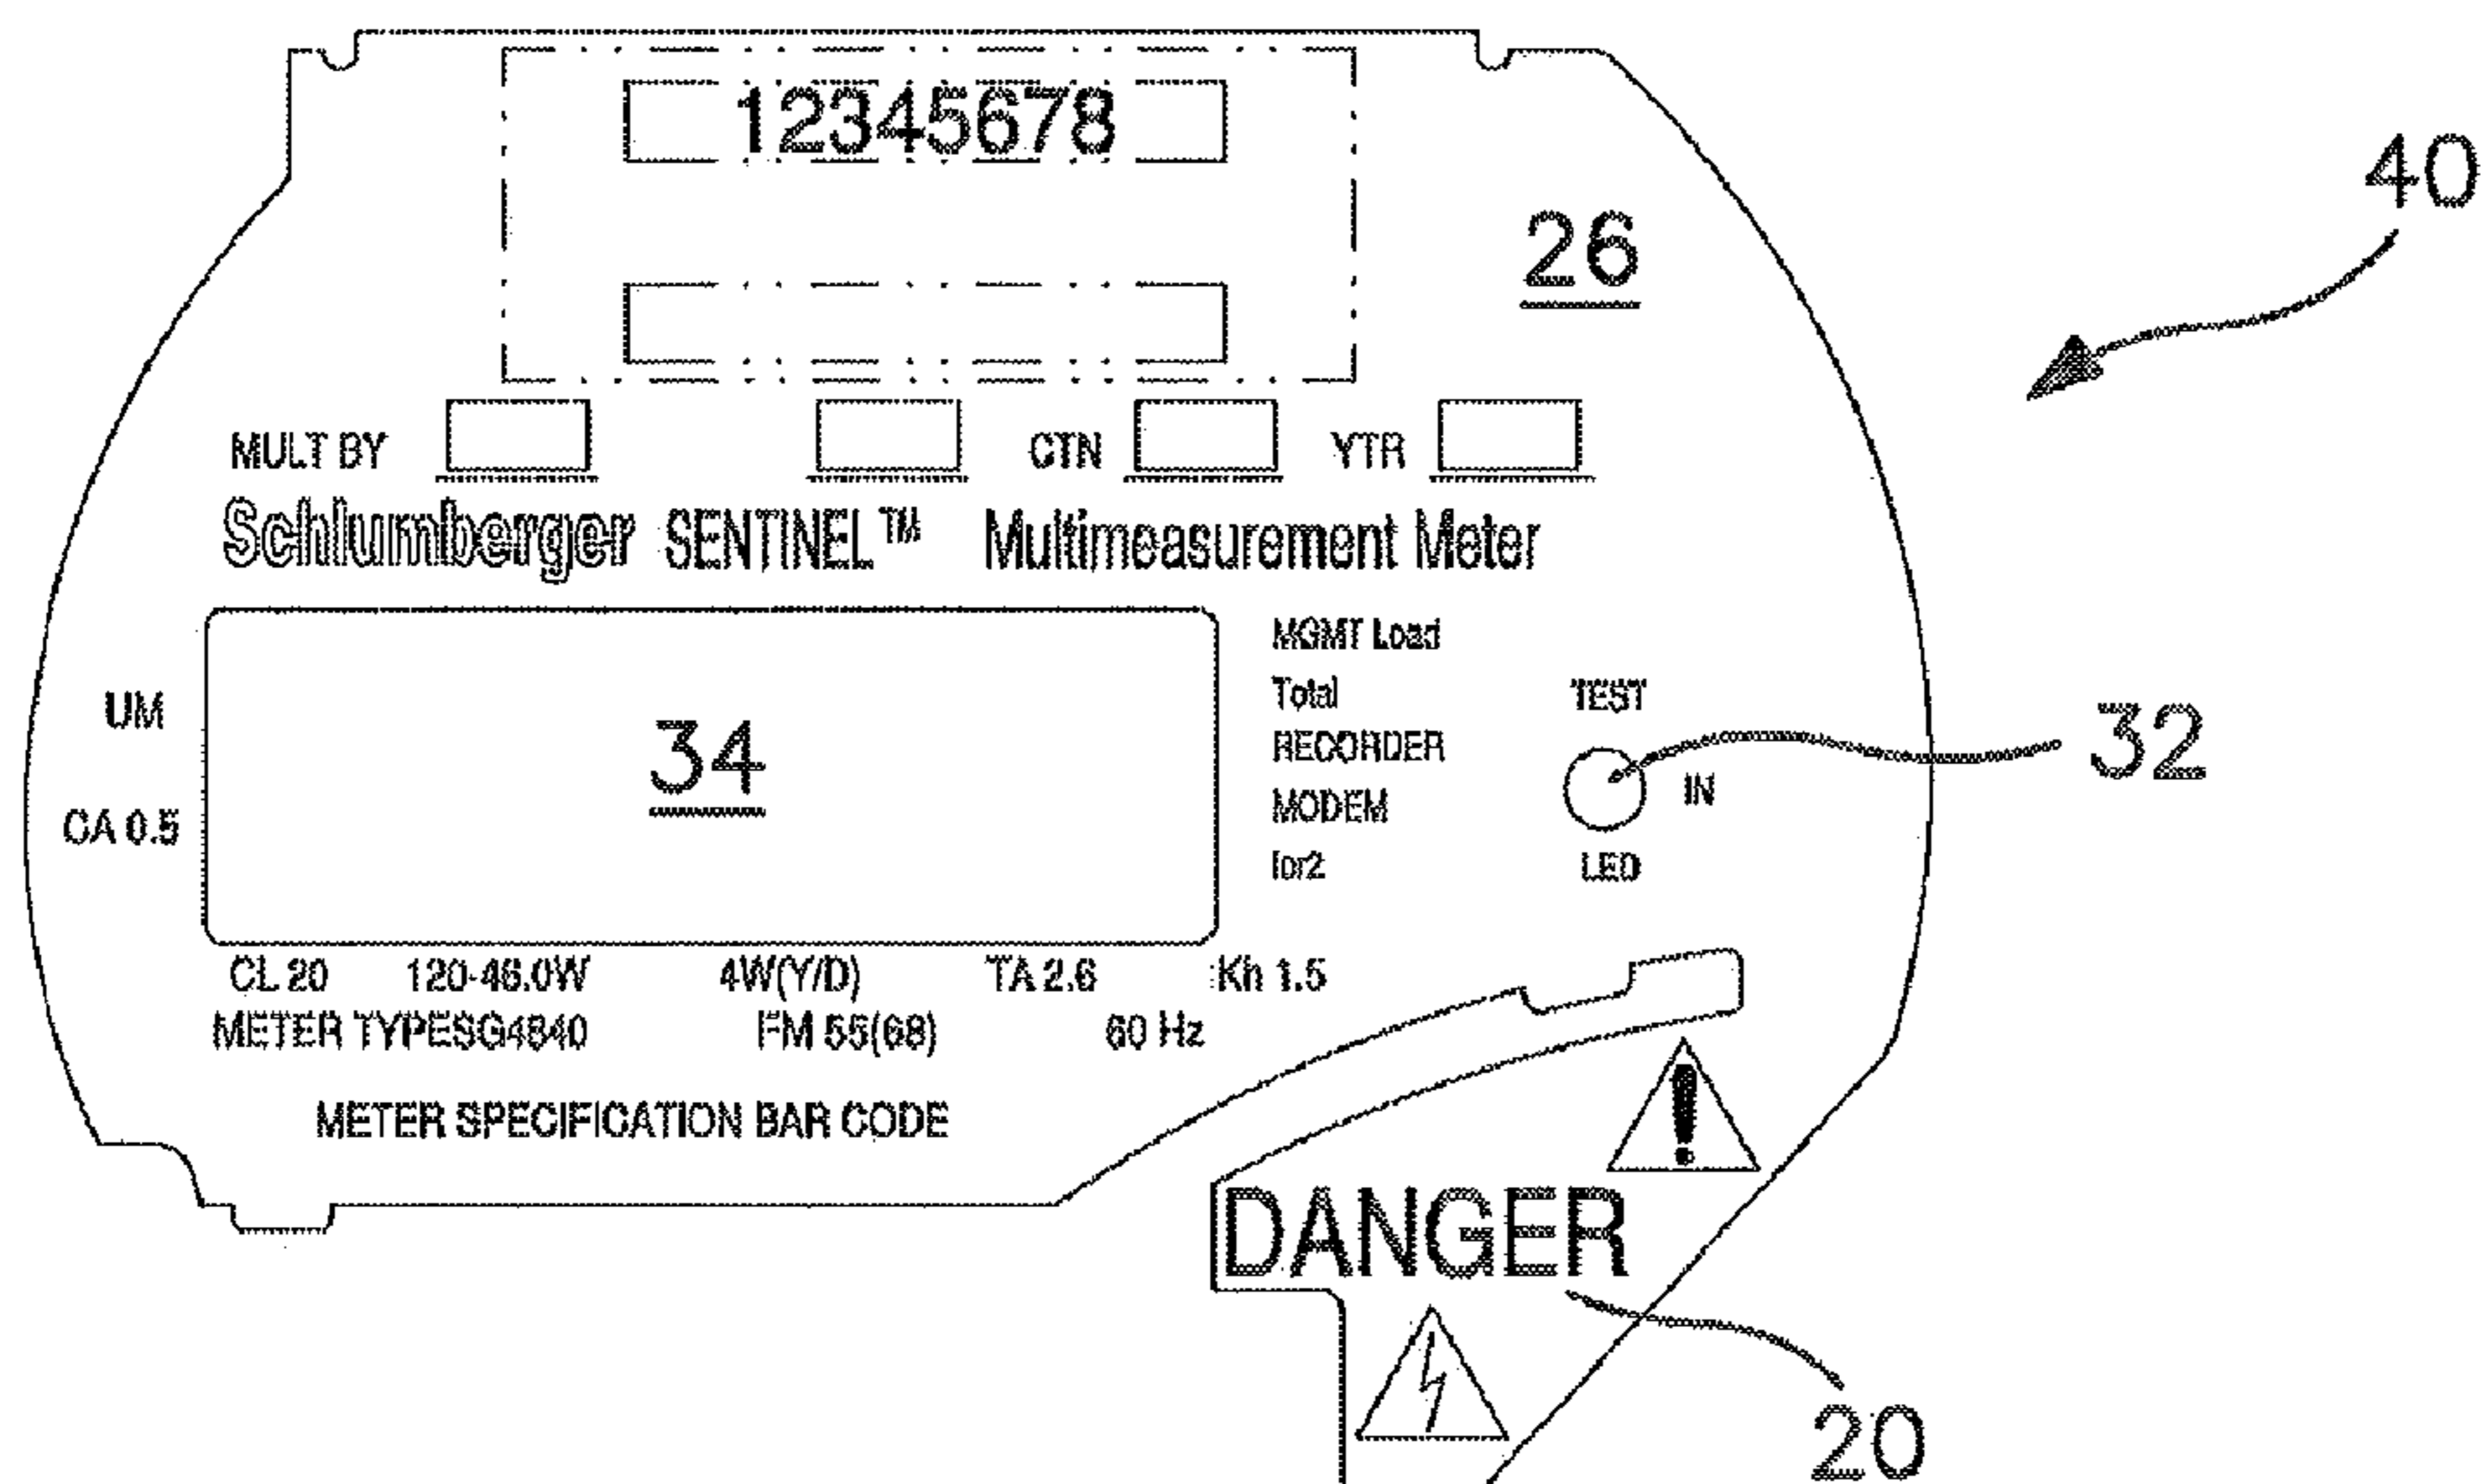 12345678
40
26
MULT BY CTN YTR
Schlumberger SENTINEL™ Multimeasurement Meter
MGMT Load
UM
Total
TEST
34
RECORDER
32
CA 0.5
MODEM
IN
for2
LED
CL 20 120-46.0W 4W(Y/D) TA 2.6 :Kh 1.5
METER TYPESG4840 FM 55(68) 60 Hz
!
METER SPECIFICATION BAR CODE
DANGER
20